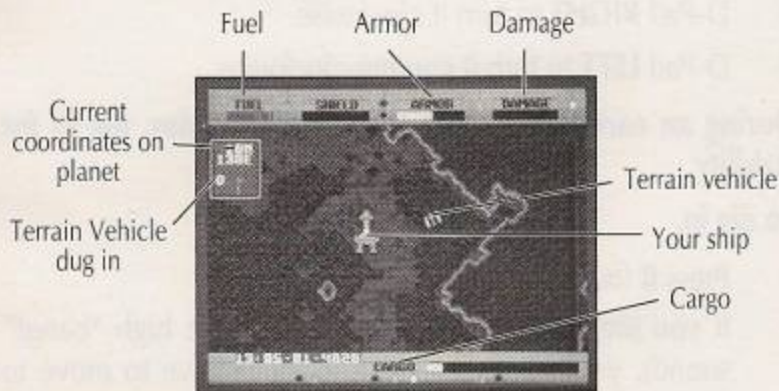 Fuel Armor Damage
FUEL SHIELD ARMOR DAMAGE
Current
coordinates on
planet
Terrain vehicle
Terrain Vehicle
dug in
Your ship
Cargo
CARGO